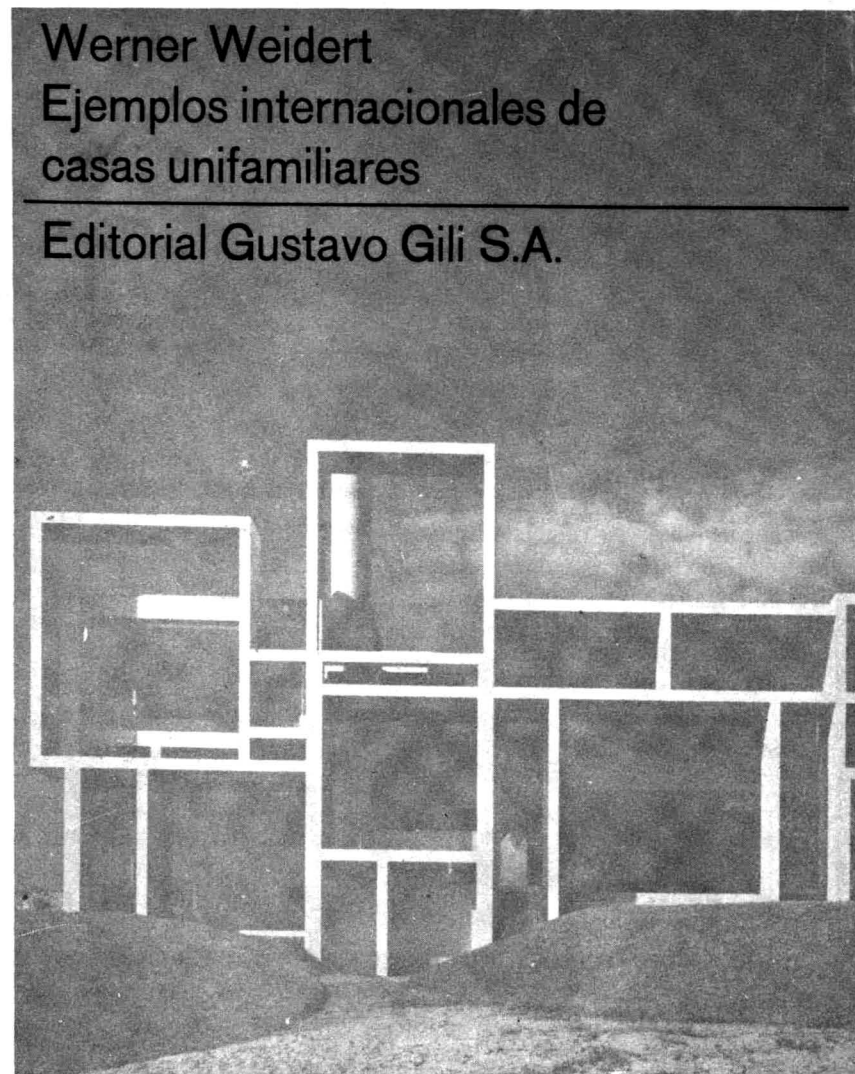 Werner Weidert
Ejemplos internacionales de
casas unifamiliares
Editorial Gustavo Gili S.A.